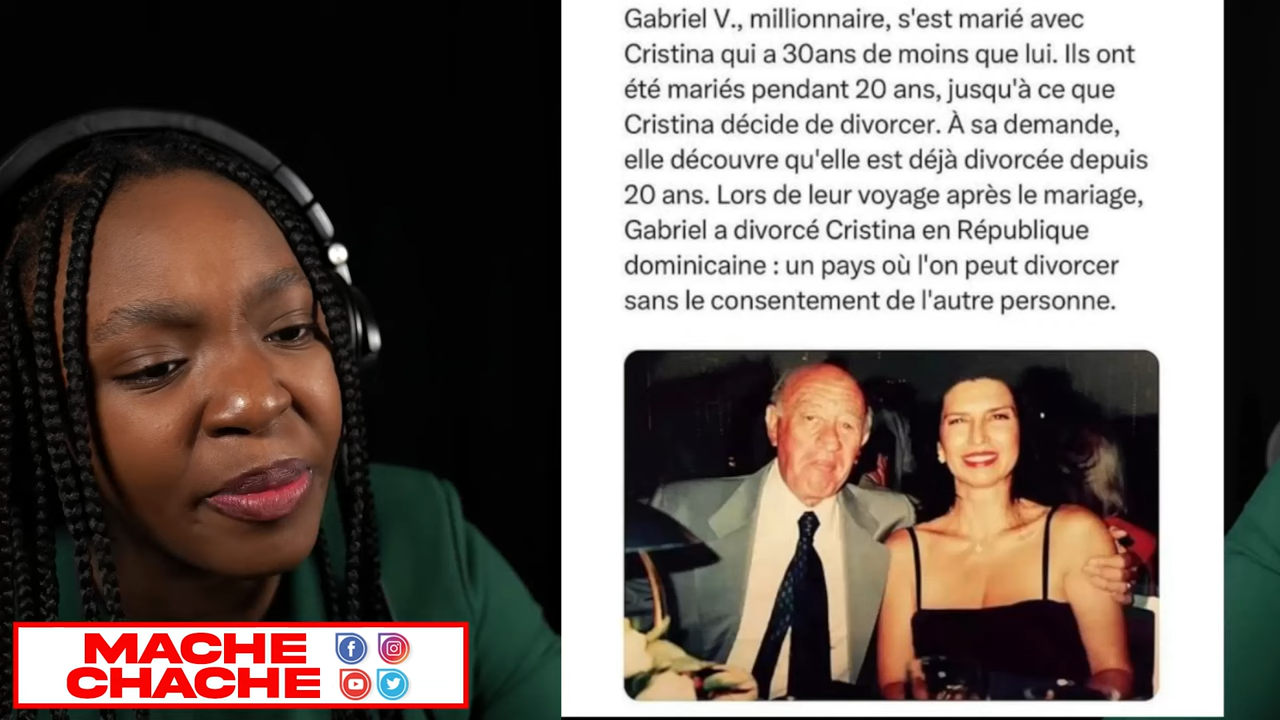 Gabriel V., millionnaire, s'est marié avec
Cristina qui a 30ans de moins que lui. Ils ont
été mariés pendant 20 ans, jusqu'à ce que
Cristina décide de divorcer. À sa demande,
elle découvre qu'elle est déjà divorcée depuis
20 ans. Lors de leur voyage après le mariage,
Gabriel a divorcé Cristina en République
dominicaine : un pays où l'on peut divorcer
sans le consentement de l'autre personne.
MACHE
CHACHE